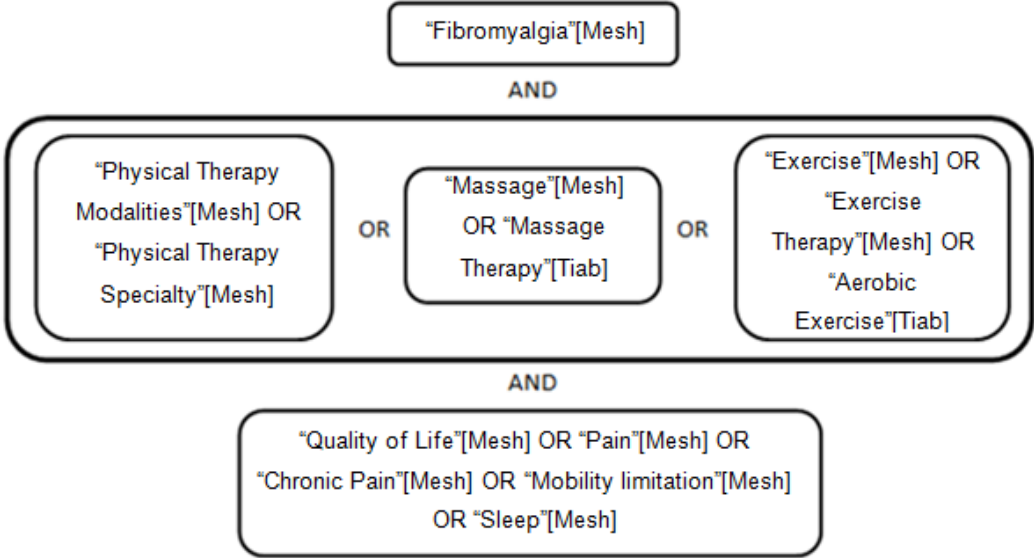 “Fibromyalgia”[Mesh]
AND
“Physical Therapy
Modalities”[Mesh] OR
“Physical Therapy
Specialty”[Mesh]
OR
“Massage”[Mesh]
OR “Massage
Therapy”[Tiab]
OR
“Exercise”[Mesh] OR
“Exercise
Therapy”[Mesh] OR
“Aerobic
Exercise”[Tiab]
AND
“Quality of Life”[Mesh] OR “Pain”[Mesh] OR
“Chronic Pain”[Mesh] OR “Mobility limitation”[Mesh]
OR “Sleep”[Mesh]